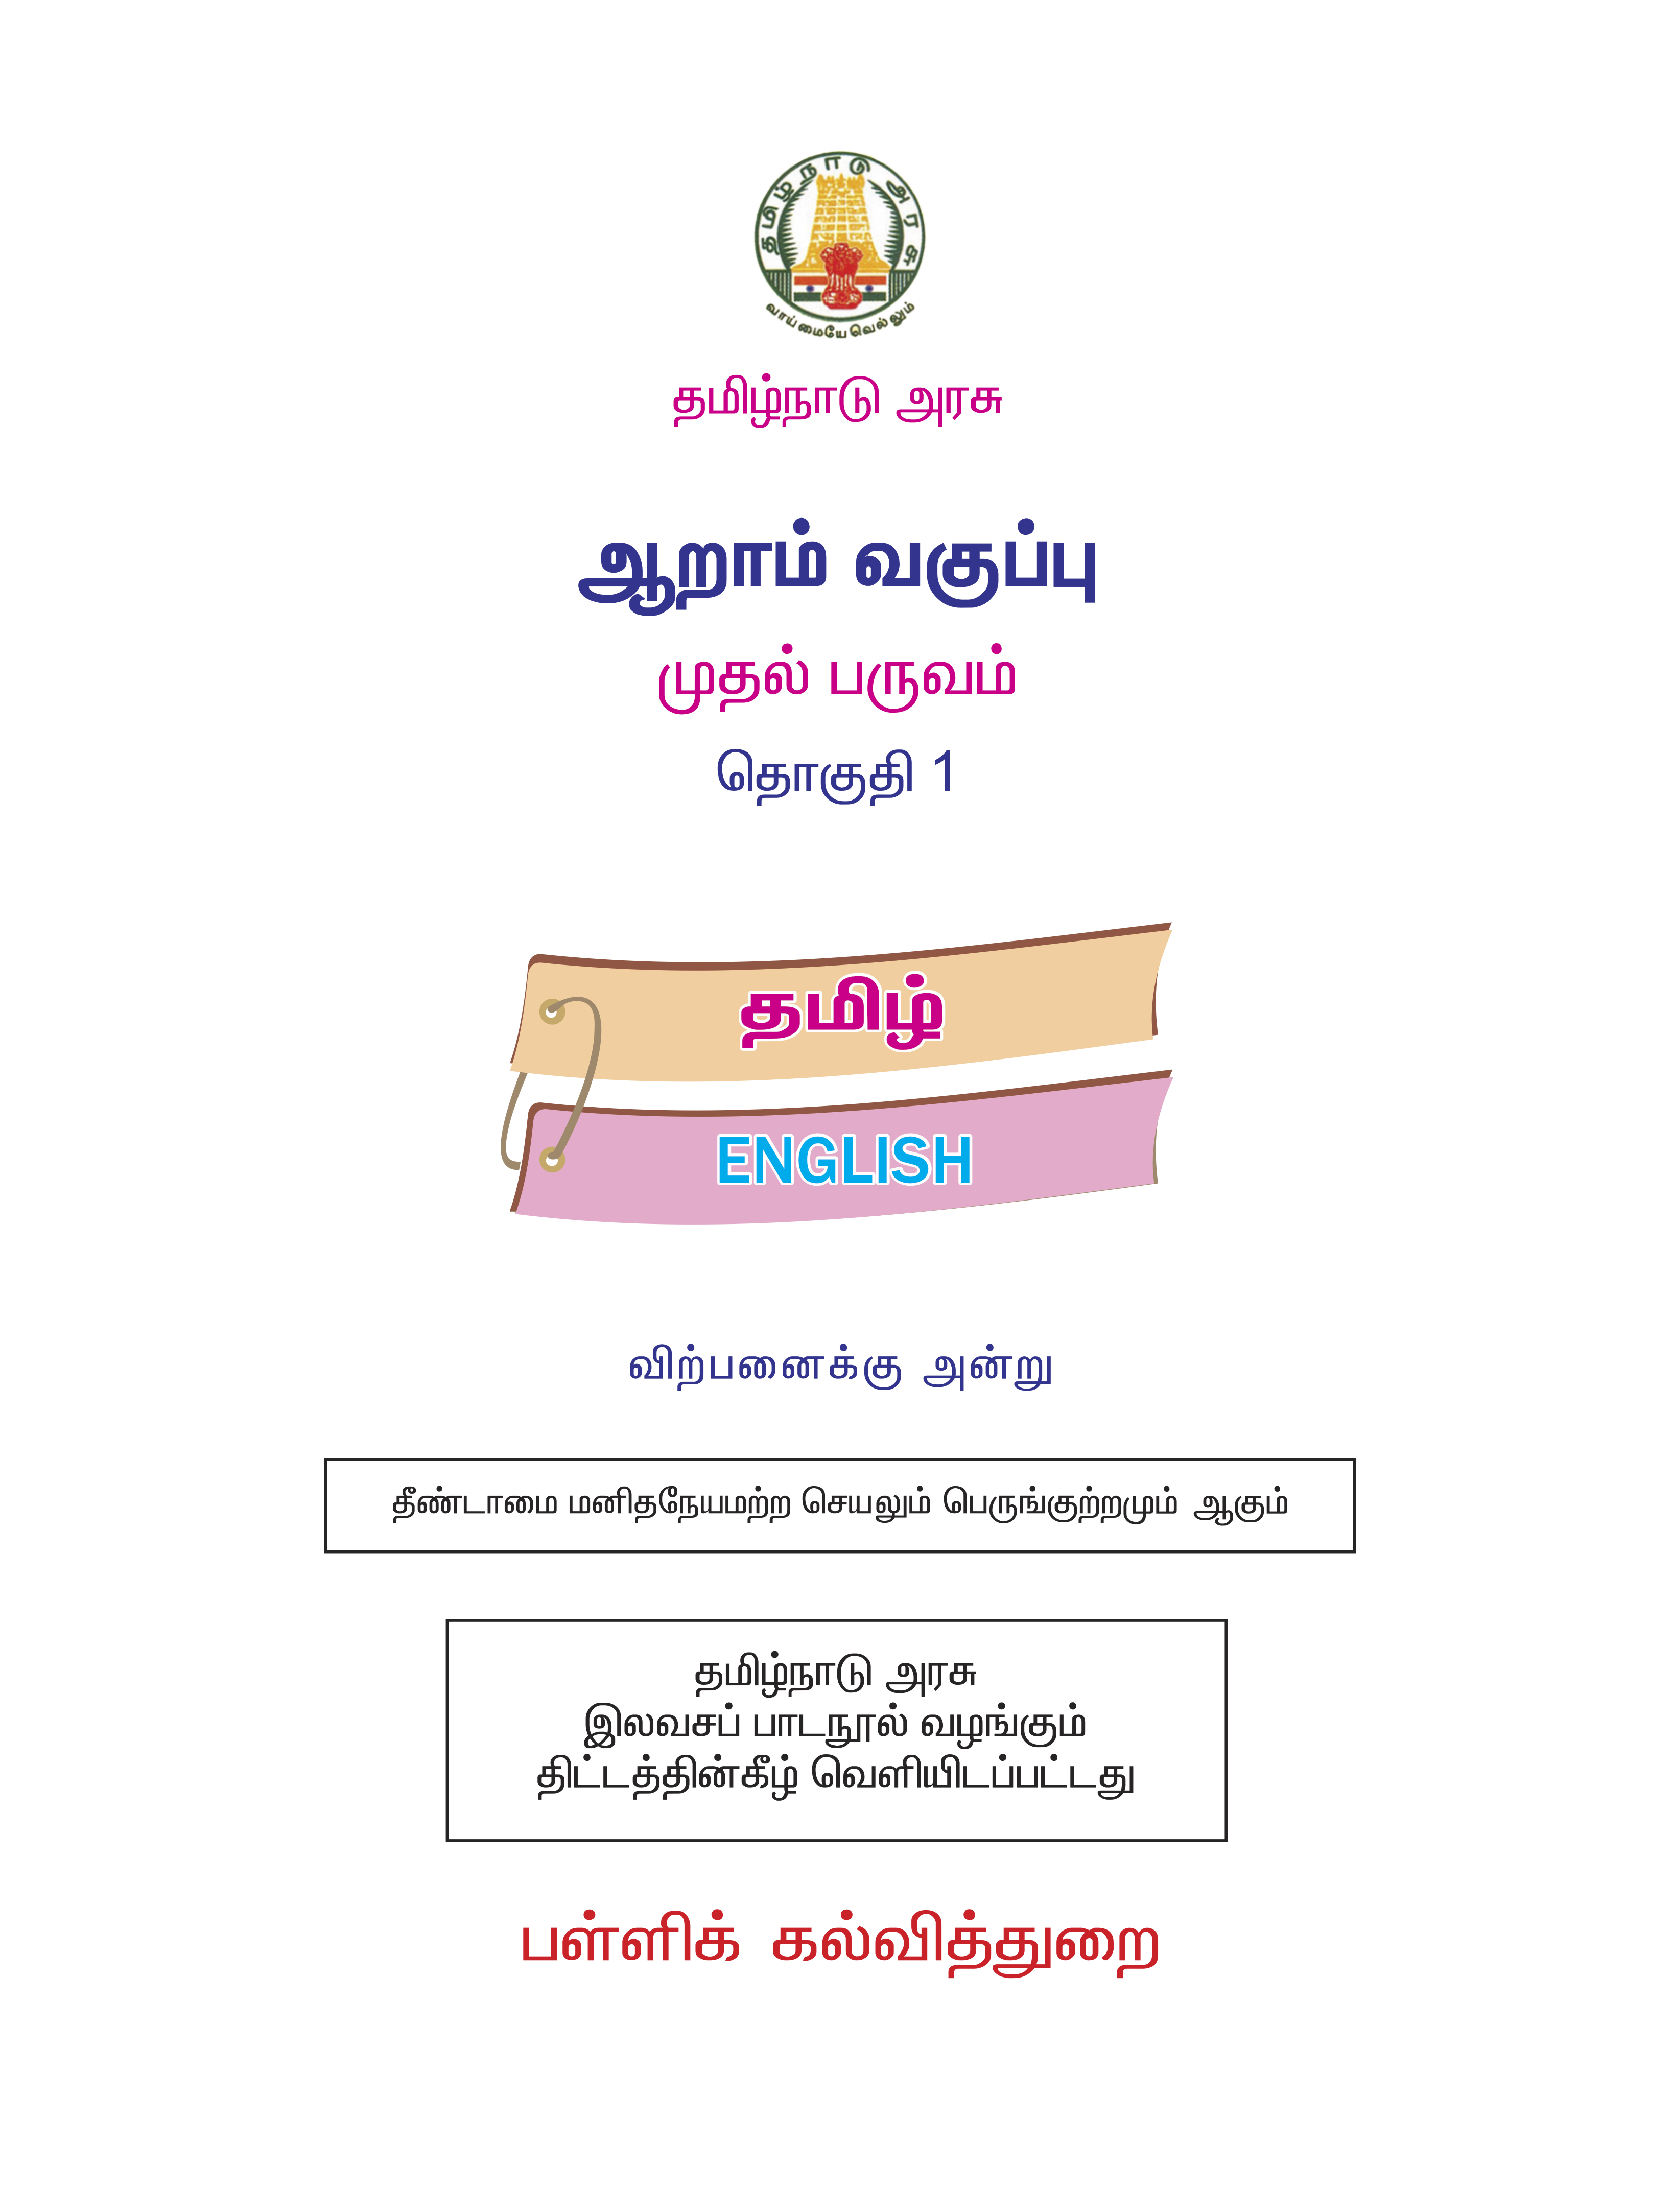 தமிழ்நாடு அரசு
வாய்மையே வெல்லும்
தமிழ்நாடு அரசு
ஆறாம் வகுப்பு
முதல் பருவம்
தொகுதி 1
தமிழ்
ENGLISH
விற்பனைக்கு அன்று
தீண்டாமை மனிதநேயமற்ற செயலும் பெருங்குற்றமும் ஆகும்
தமிழ்நாடு அரசு
இலவசப் பாடநூல் வழங்கும்
திட்டத்தின்கீழ் வெளியிடப்பட்டது
பள்ளிக் கல்வித்துறை